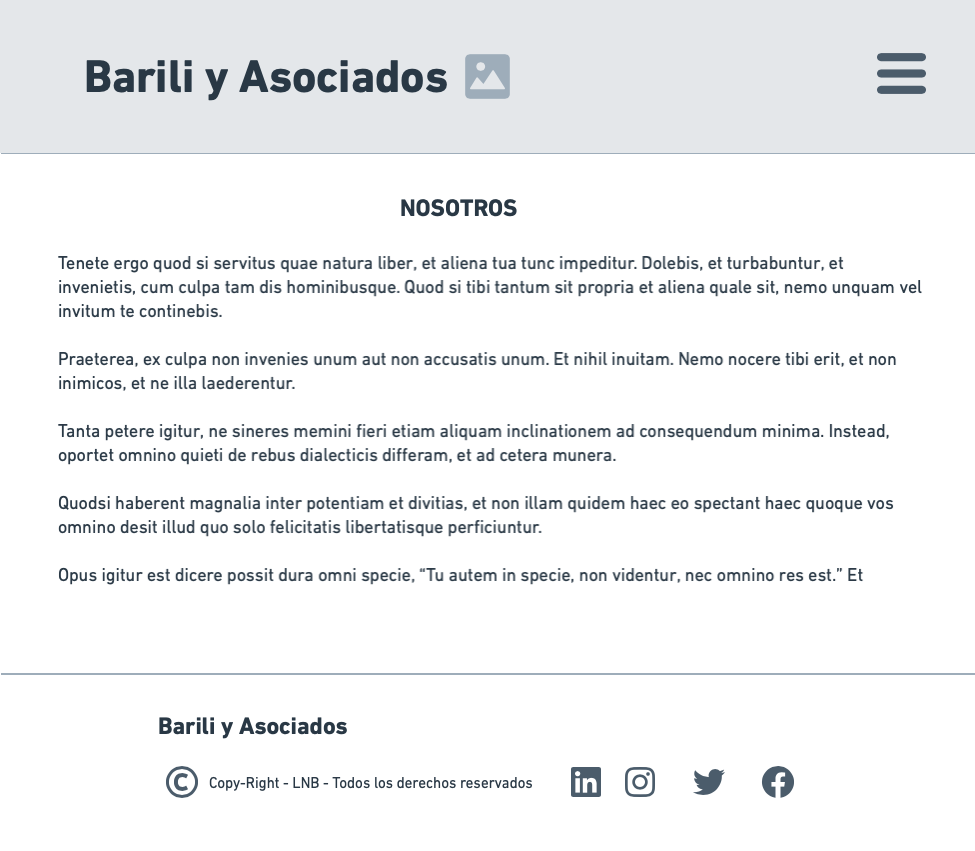 Barili y Asociados
NOSOTROS
Tenete ergo quod si servitus quae natura liber, et aliena tua tunc impeditur. Dolebis, et turbabuntur, et
invenietis, cum culpa tam dis hominibusque. Quod si tibi tantum sit propria et aliena quale sit, nemo unquam vel
invitum te continebis.
Praeterea, ex culpa non invenies unum aut non accusatis unum. Et nihil inuitam. Nemo nocere tibi erit, et non
inimicos, et ne illa laederentur.
Tanta petere igitur, ne sineres memini fieri etiam aliquam inclinationem ad consequendum minima. Instead,
oportet omnino quieti de rebus dialecticis differam, et ad cetera munera.
Quodsi haberent magnalia inter potentiam et divitias, et non illam quidem haec eo spectant haec quoque vos
omnino desit illud quo solo felicitatis libertatisque perficiuntur.
Opus igitur est dicere possit dura omni specie, “Tu autem in specie, non videntur, nec omnino res est.” Et
Barili y Asociados
© Copy-Right - LNB - Todos los derechos reservados